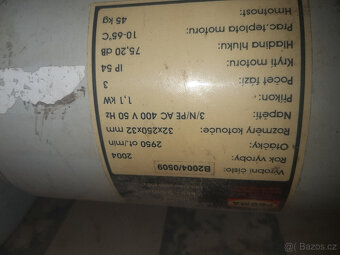 Výrobní číslo: B2004/0509
Rok výroby: 2004
Otáčky: 2950 ot./min
Rozměry kotouče: 32x250x32 mm
Napětí: 3/N/PE AC 400 V 50 Hz
Příkon: 1,1 kW
Počet fází: 3
Krytí motoru: IP 54
Hladina hluku: 75,20 dB
Prac. teplota motoru: 10-65°C
Hmotnost: 45 kg
Sbazar.cz